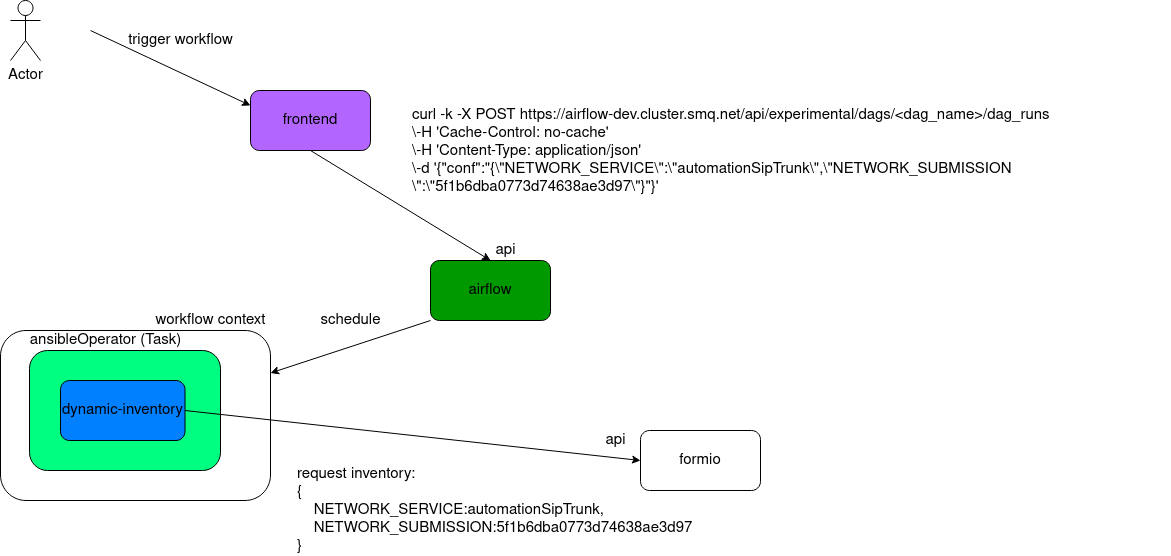 trigger workflow
Actor
frontend
curl -k -X POST https://airflow-dev.cluster.smq.net/api/experimental/dags/<dag_name>/dag_runs
\-H 'Cache-Control: no-cache'
\-H 'Content-Type: application/json'
\-d '{"conf":"{\"NETWORK_SERVICE\":\"automationSipTrunk\",\"NETWORK_SUBMISSION
\":\"5f1b6dba0773d74638ae3d97\"}"}'
api
airflow
workflow context
schedule
ansibleOperator (Task)
dynamic-inventory
api
formio
request inventory:
{
NETWORK_SERVICE:automationSipTrunk,
NETWORK_SUBMISSION:5f1b6dba0773d74638ae3d97
}